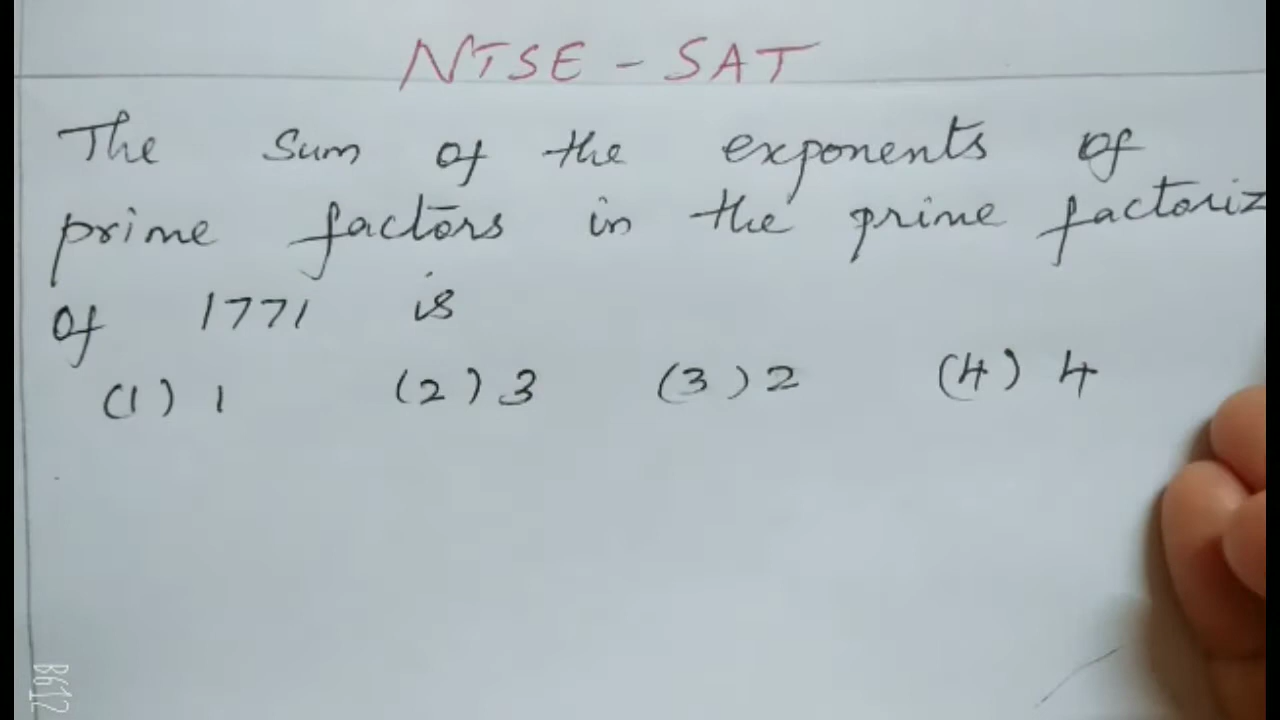 NTSE - SAT
The sum of the exponents of
prime factors in the prime factoriz
of 1771 is
(1) 1 (2) 3 (3) 2 (4) 4
B612